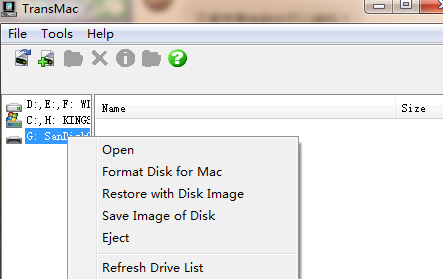 TransMac
File Tools Help
Name Size
D:,E:,F: WI
C:,H: KINGS
G: SanDisk
Open
Format Disk for Mac
Restore with Disk Image
Save Image of Disk
Eject
Refresh Drive List